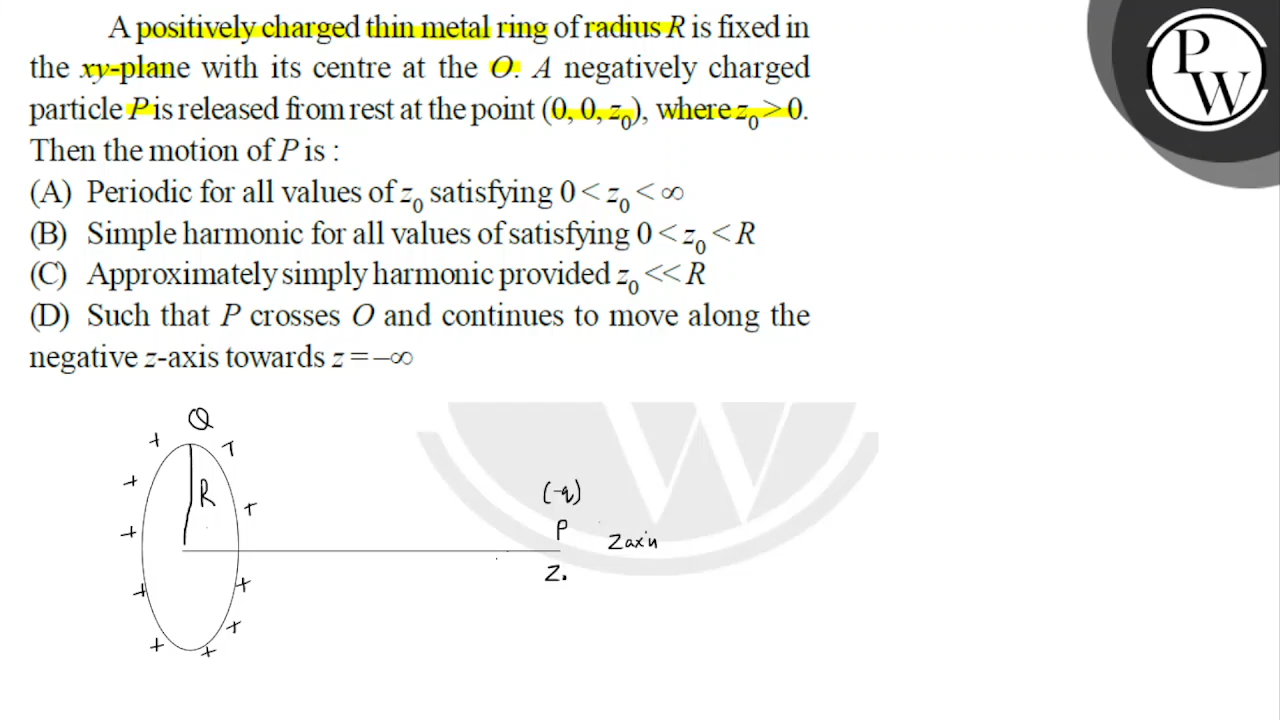 A positively charged thin metal ring of radius R is fixed in
the xy-plane with its centre at the O. A negatively charged
particle P is released from rest at the point (0, 0, z₀), where z₀ > 0.
Then the motion of P is :
(A) Periodic for all values of z₀ satisfying 0 < z₀ < ∞
(B) Simple harmonic for all values of satisfying 0 < z₀ < R
(C) Approximately simply harmonic provided z₀ << R
(D) Such that P crosses O and continues to move along the
negative z-axis towards z = –∞
P
W
Q
+ +
+
R
+
+
(-q)
P
Z axis
Z₀
+ +
+
+ +